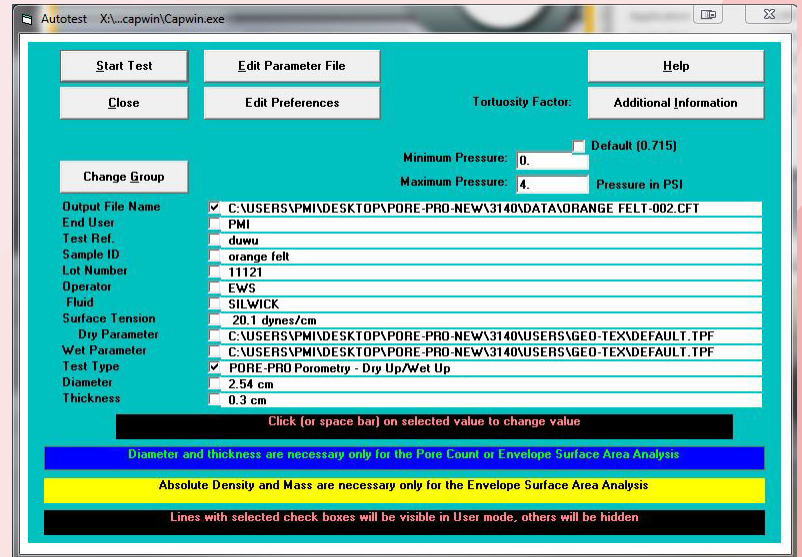 Autotest X:\...capwin\Capwin.exe
Start Test
Edit Parameter File
Help
Close
Edit Preferences
Tortuosity Factor:
Additional Information
Default (0.715)
Change Group
Minimum Pressure: 0.
Maximum Pressure: 4. Pressure in PSI
Output File Name C:\USERS\PMI\DESKTOP\PORE-PRO-NEW\3140\DATA\ORANGE FELT-002.CFT
End User PMI
Test Ref. duwu
Sample ID orange felt
Lot Number 11121
Operator EWS
Fluid SILWICK
Surface Tension 20.1 dynes/cm
Dry Parameter C:\USERS\PMI\DESKTOP\PORE-PRO-NEW\3140\USERS\GEO-TEX\DEFAULT.TPF
Wet Parameter C:\USERS\PMI\DESKTOP\PORE-PRO-NEW\3140\USERS\GEO-TEX\DEFAULT.TPF
Test Type PORE-PRO Porometry - Dry Up/Wet Up
Diameter 2.54 cm
Thickness 0.3 cm
Click (or space bar) on selected value to change value
Diameter and thickness are necessary only for the Pore Count or Envelope Surface Area Analysis
Absolute Density and Mass are necessary only for the Envelope Surface Area Analysis
Lines with selected check boxes will be visible in User mode, others will be hidden